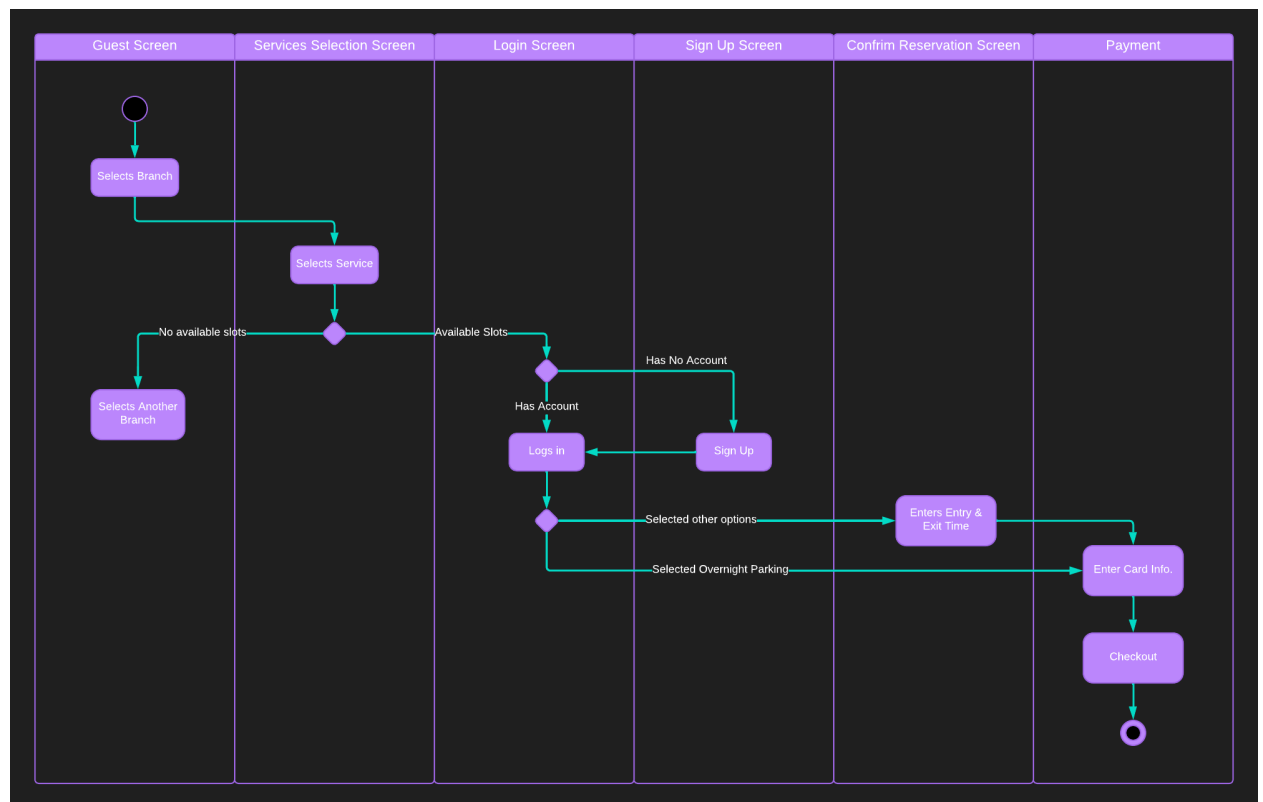 Guest Screen
Services Selection Screen
Login Screen
Sign Up Screen
Confrim Reservation Screen
Payment
Selects Branch
Selects Service
No available slots
Available Slots
Has No Account
Selects Another
Branch
Has Account
Logs in
Sign Up
Selected other options
Enters Entry &
Exit Time
Selected Overnight Parking
Enter Card Info.
Checkout